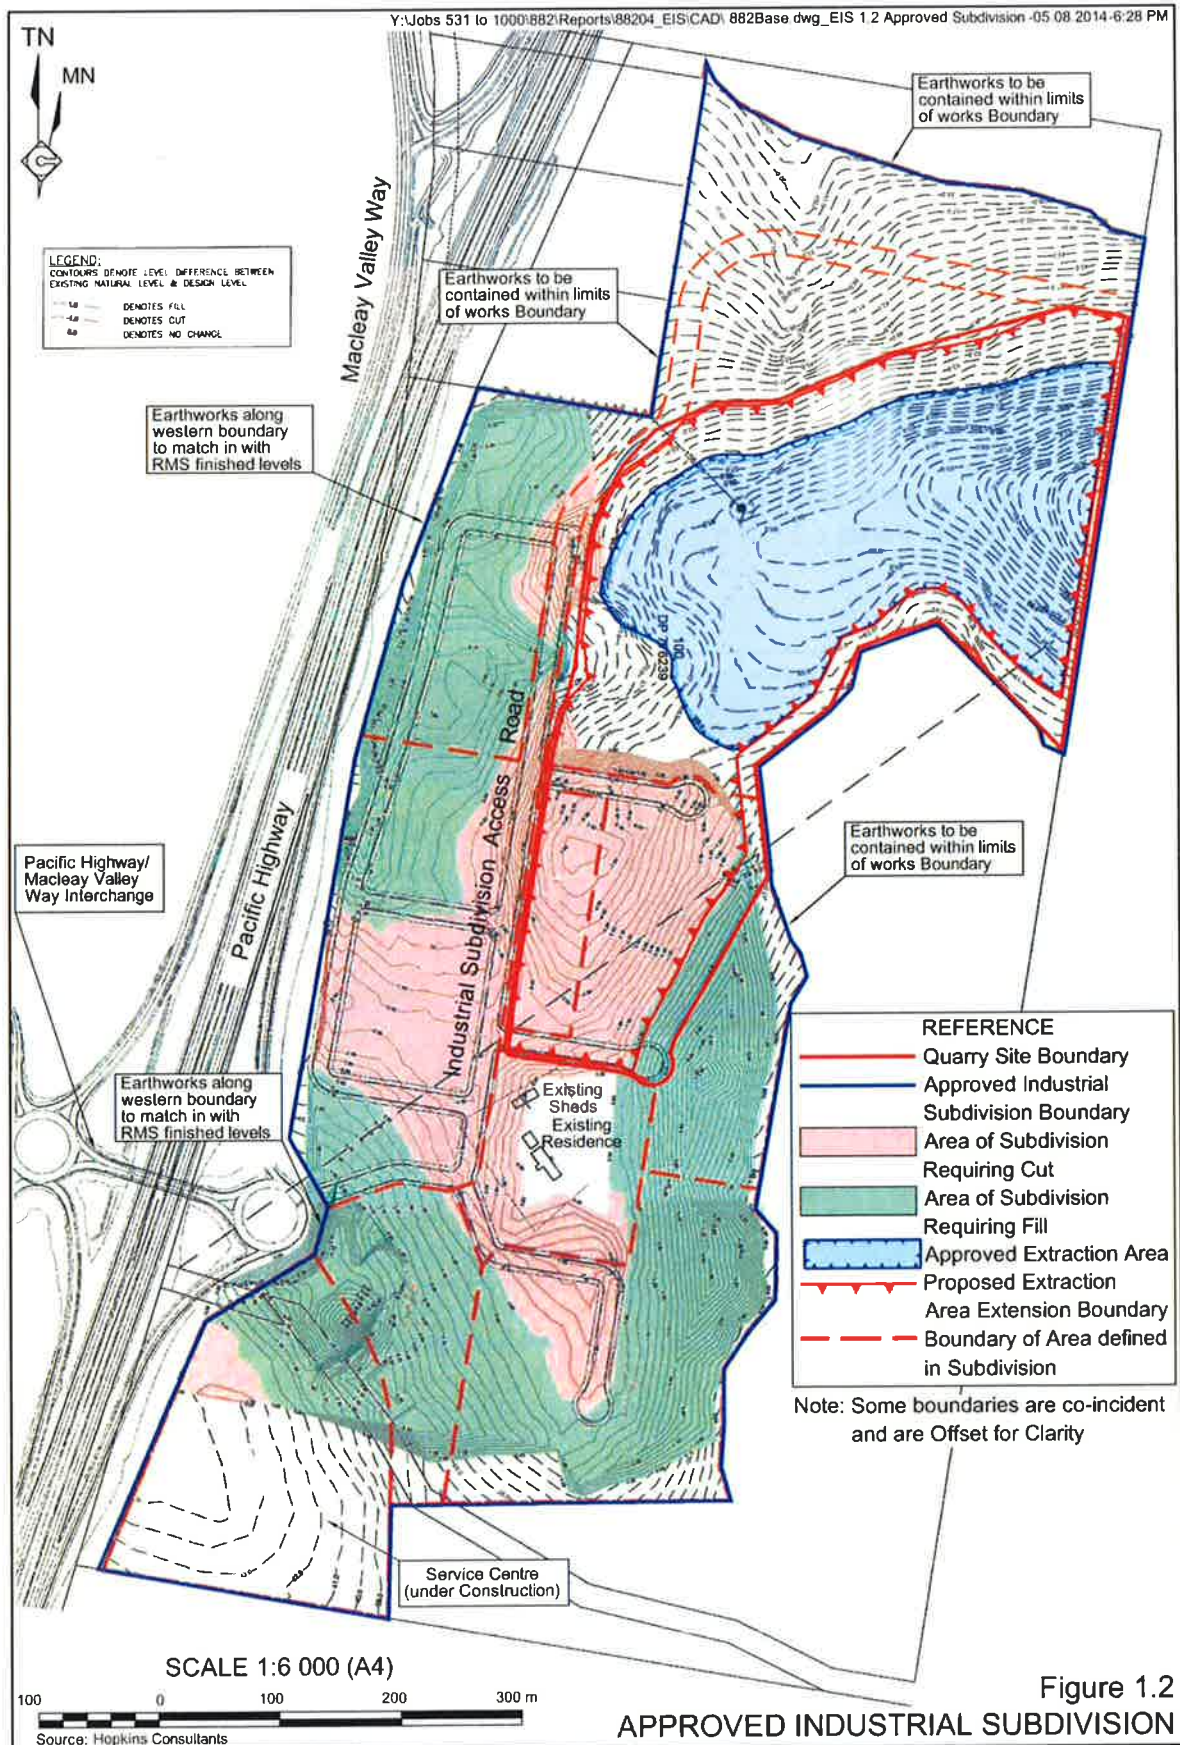 Y:\Jobs 531 to 1000\882\Reports\88204_EIS\CAD\ 882Base.dwg_EIS 1.2 Approved Subdivision -05.08.2014-6:28 PM
TN
MN
Earthworks to be
contained within limits
of works Boundary
LEGEND:
CONTOURS DENOTE LEVEL DIFFERENCE BETWEEN
EXISTING NATURAL LEVEL & DESIGN LEVEL
DENOTES FILL
DENOTES CUT
DENOTES NO CHANGE
Macleay Valley Way
Earthworks to be
contained within limits
of works Boundary
Earthworks along
western boundary
to match in with
RMS finished levels
100
Industrial Subdivision Access Road
Pacific Highway
Pacific Highway/
Macleay Valley
Way Interchange
Earthworks to be
contained within limits
of works Boundary
Earthworks along
western boundary
to match in with
RMS finished levels
Existing
Sheds
Existing
Residence
REFERENCE
Quarry Site Boundary
Approved Industrial
Subdivision Boundary
Area of Subdivision
Requiring Cut
Area of Subdivision
Requiring Fill
Approved Extraction Area
Proposed Extraction
Area Extension Boundary
Boundary of Area defined
in Subdivision
Note: Some boundaries are co-incident
and are Offset for Clarity
Service Centre
(under Construction)
SCALE 1:6 000 (A4)
100 0 100 200 300 m
Source: Hopkins Consultants
Figure 1.2
APPROVED INDUSTRIAL SUBDIVISION